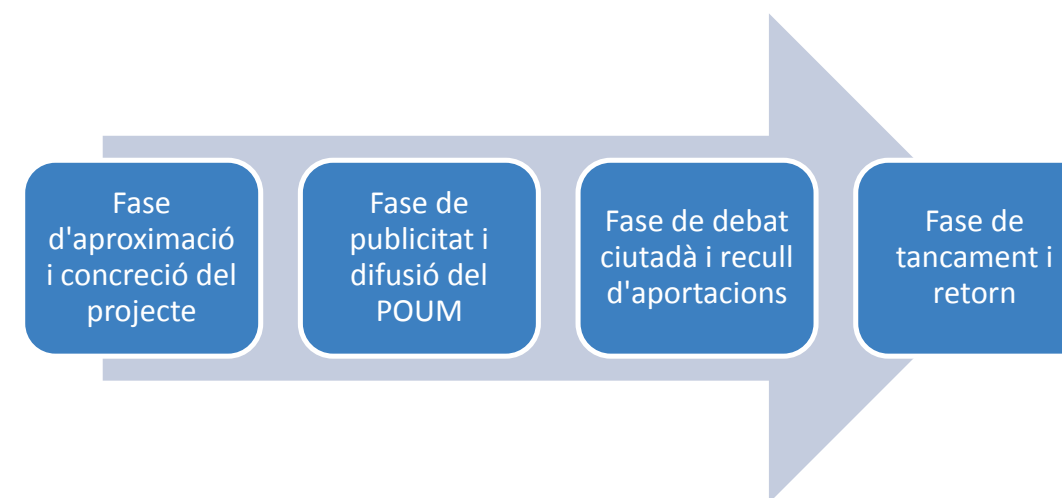 Fase
d'aproximació
i concreció del
projecte
Fase de
publicitat i
difusió del
POUM
Fase de debat
ciutadà i recull
d'aportacions
Fase de
tancament i
retorn